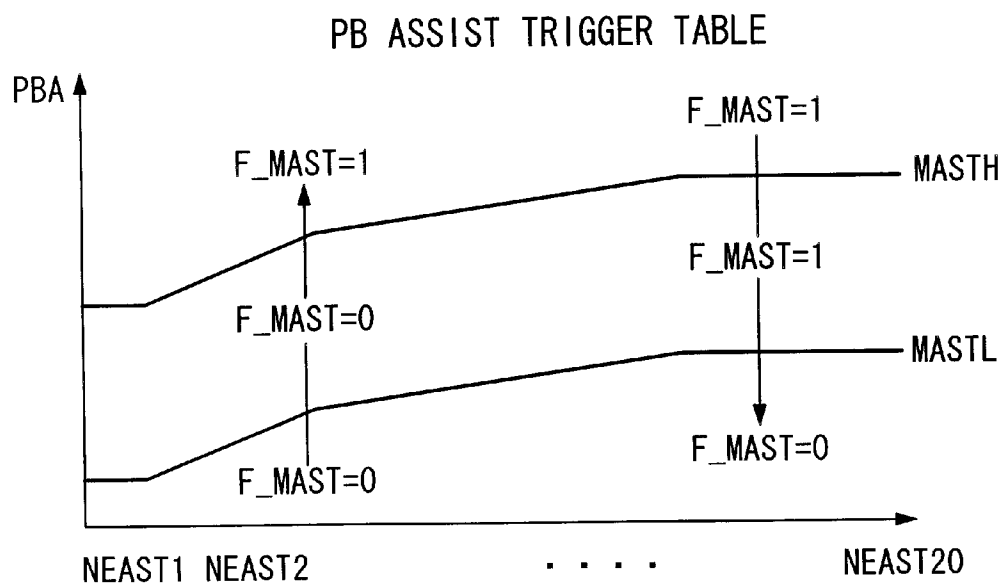 PB ASSIST TRIGGER TABLE
PBA
F_MAST=1
F_MAST=1
MASTH
F_MAST=1
F_MAST=0
MASTL
F_MAST=0
F_MAST=0
NEAST1 NEAST2 · · · · NEAST20